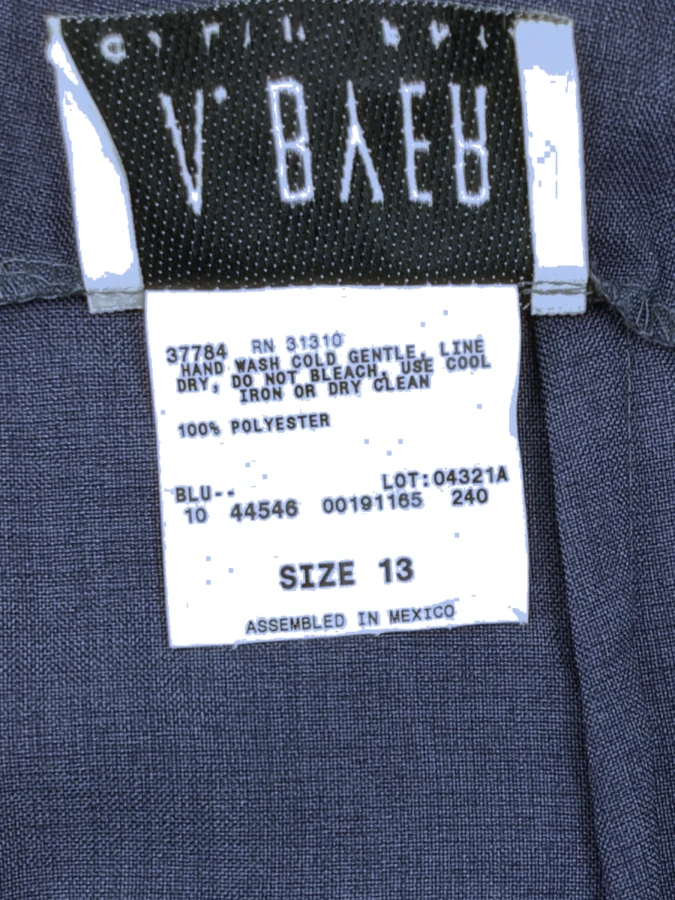 A. BYER
37784 RN 31310
HAND WASH COLD GENTLE, LINE
DRY, DO NOT BLEACH, USE COOL
IRON OR DRY CLEAN
100% POLYESTER
BLU-- LOT:04321A
10 44546 00191165 240
SIZE 13
ASSEMBLED IN MEXICO